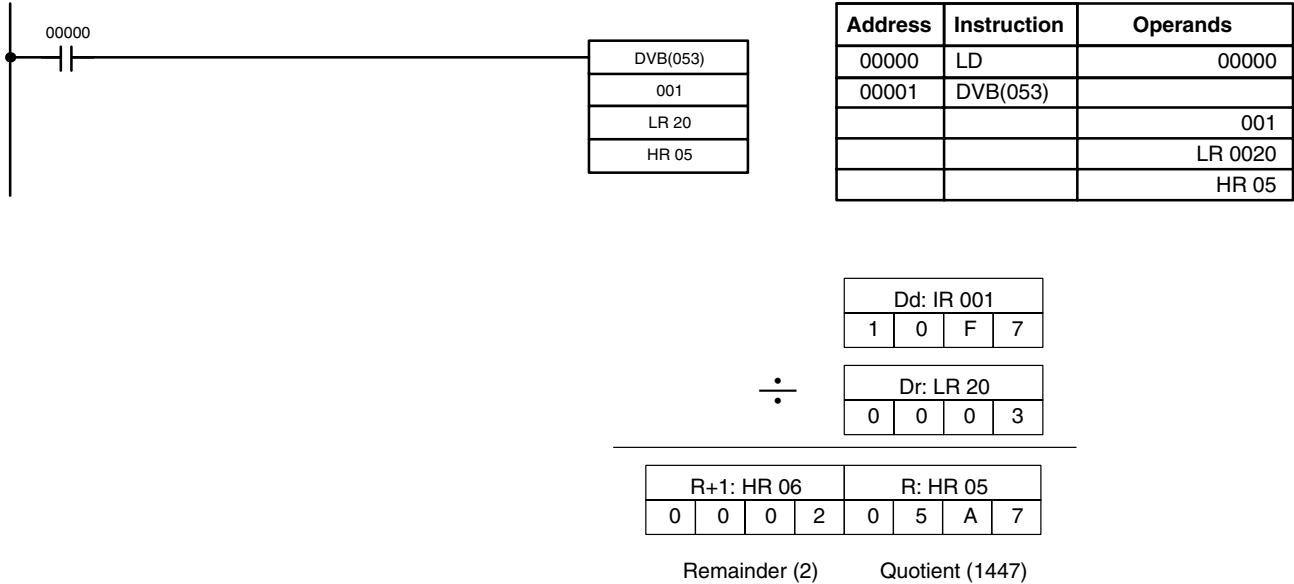 00000
DVB(053)
001
LR 20
HR 05
Address Instruction Operands
00000 LD 00000
00001 DVB(053)
001
LR 0020
HR 05
Dd: IR 001
1 0 F 7
÷
Dr: LR 20
0 0 0 3
R+1: HR 06 R: HR 05
0 0 0 2 0 5 A 7
Remainder (2) Quotient (1447)